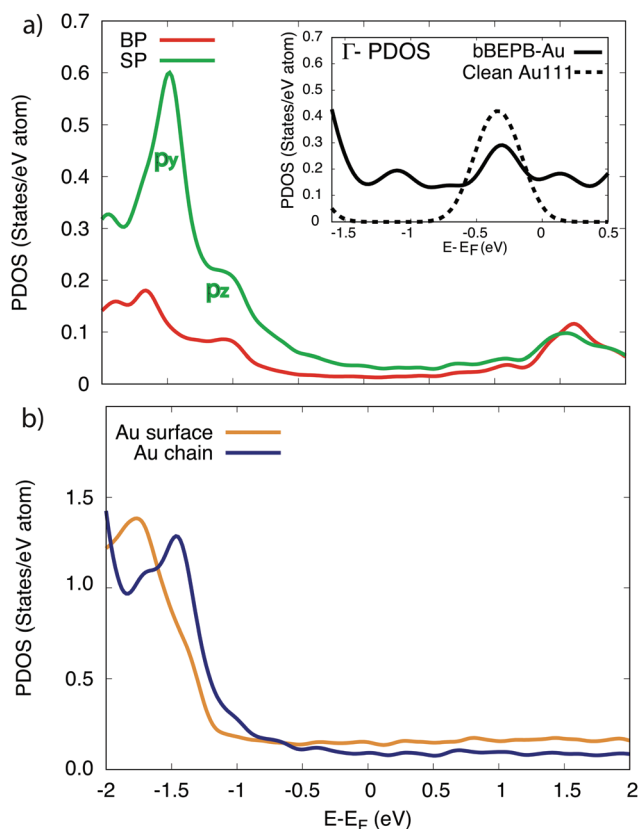 a)
BP
SP
PDOS (States/eV atom)
0.7
0.6
0.5
0.4
0.3
0.2
0.1
0
py
pz
Γ- PDOS
bBEPB-Au
Clean Au111
PDOS (States/eV atom)
0.7
0.6
0.5
0.4
0.3
0.2
0.1
0
-1.5 -1 -0.5 0 0.5
E-EF(eV)
b)
Au surface
Au chain
PDOS (States/eV atom)
1.5
1.0
0.5
0.0
-2 -1.5 -1 -0.5 0 0.5 1 1.5 2
E-EF (eV)